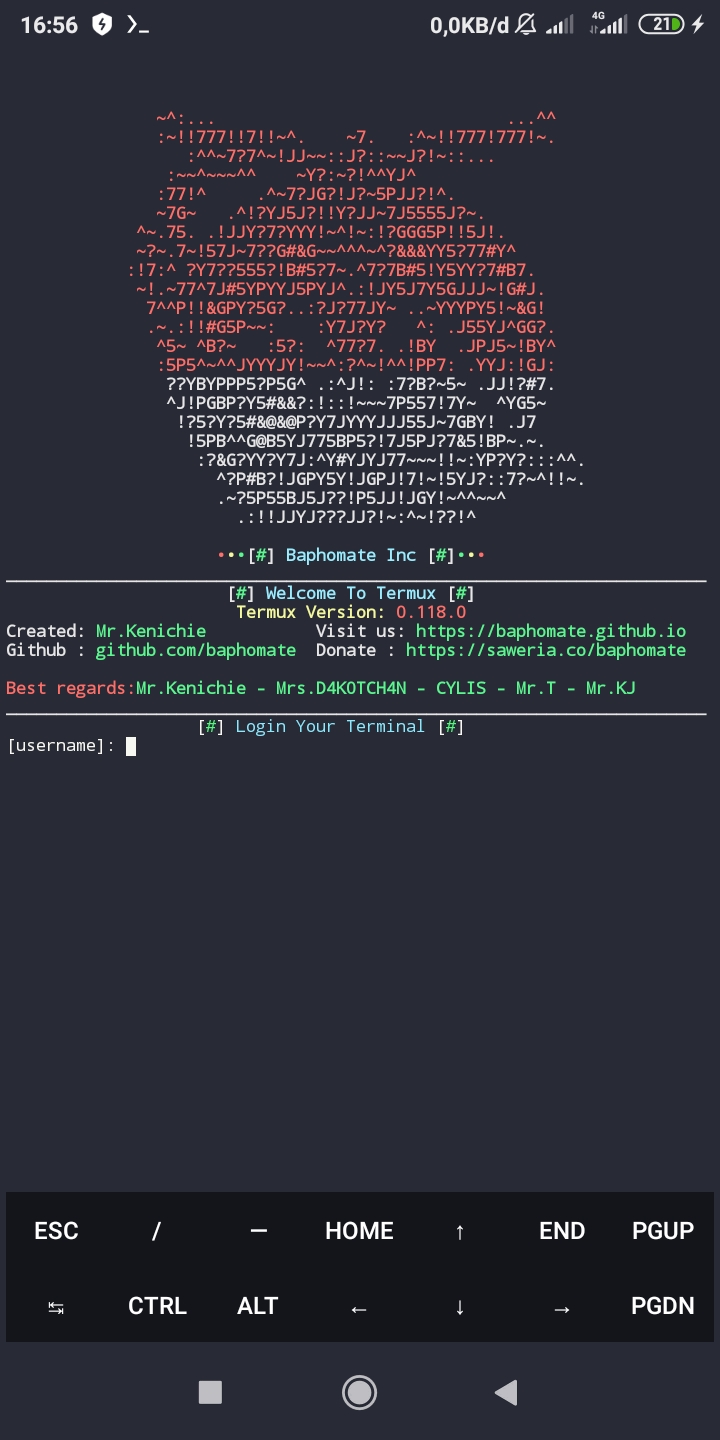 16:56 0,0KB/d 4G 21
~^:... ...^^
:~!!777!!7!!~^. ~7. :^~!!777!777!~.
:^^~7?7^~!JJ~~::J?::~~J?!~::...
:~~^~~~^^ ~Y?:~?!^^YJ^
:77!^ .^~7?JG?!J?~5PJJ?!^.
~7G~ .^!?YJ5J?!!Y?JJ~7J5555J?~.
^~.75. .!JJY?7?YYY!~^!~:!?GGG5P!!5J!.
~?~.7~!57J~7??G#&G~~^^^~^?&&&YY5?77#Y^
:!7:^ ?Y7??555?!B#5?7~.^7?7B#5!Y5YY?7#B7.
~!.~77^7J#5YPYYJ5PYJ^.:!JY5J7Y5GJJJ~!G#J.
7^^P!!&GPY?5G?..:?J?77JY~ ..~YYYPY5!~&G!
.~.:!!#G5P~~: :Y7J?Y? ^: .J55YJ^GG?.
^5~ ^B?~ :5?: ^77?7. .!BY .JPJ5~!BY^
:5P5^~^^JYYYJY!~~^:?^~!^^!PP7: .YYJ:!GJ:
??YBYPPP5?P5G^ .:^J!: :7?B?~5~ .JJ!?#7.
^J!PGBP?Y5#&&?:!::!~~~7P557!7Y~ ^YG5~
!?5?Y?5#&@&@P?Y7JYYYJJJ55J~7GBY! .J7
!5PB^^G@B5YJ775BP5?!7J5PJ?7&5!BP~.~.
:?&G?YY?Y7J:^Y#YJYJ77~~~!!~:YP?Y?:::^^.
^?P#B?!JGPY5Y!JGPJ!7!~!5YJ?::7?~^!!~.
.~?5P55BJ5J??!P5JJ!JGY!~^^~~^
.:!!JJYJ???JJ?!~:^~!??!^
•••[#] Baphomate Inc [#]•••
[#] Welcome To Termux [#]
Termux Version: 0.118.0
Created: Mr.Kenichie Visit us: https://baphomate.github.io
Github : github.com/baphomate Donate : https://saweria.co/baphomate
Best regards:Mr.Kenichie - Mrs.D4K0TCH4N - CYLIS - Mr.T - Mr.KJ
[#] Login Your Terminal [#]
[username]:
ESC / — HOME ↑ END PGUP
↹ CTRL ALT ← ↓ → PGDN